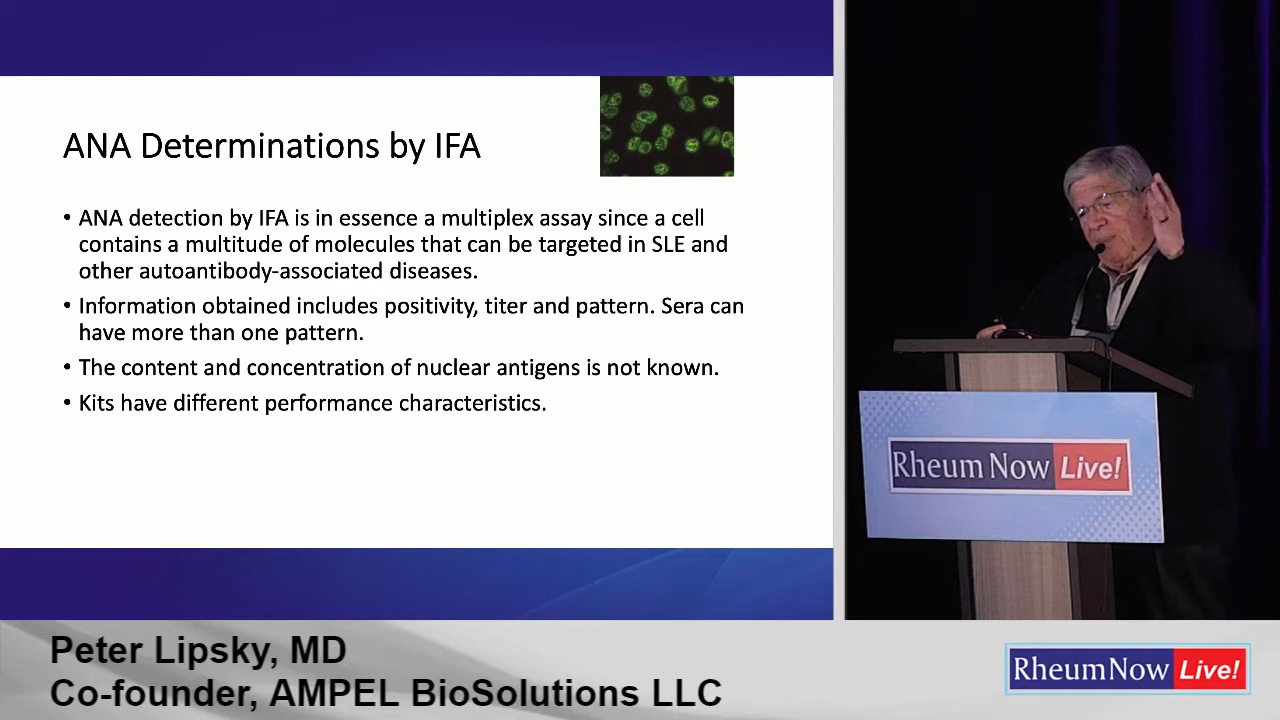 ANA Determinations by IFA
• ANA detection by IFA is in essence a multiplex assay since a cell
contains a multitude of molecules that can be targeted in SLE and
other autoantibody-associated diseases.
• Information obtained includes positivity, titer and pattern. Sera can
have more than one pattern.
• The content and concentration of nuclear antigens is not known.
• Kits have different performance characteristics.
Rheum Now Live!
Peter Lipsky, MD
Co-founder, AMPEL BioSolutions LLC
RheumNow Live!